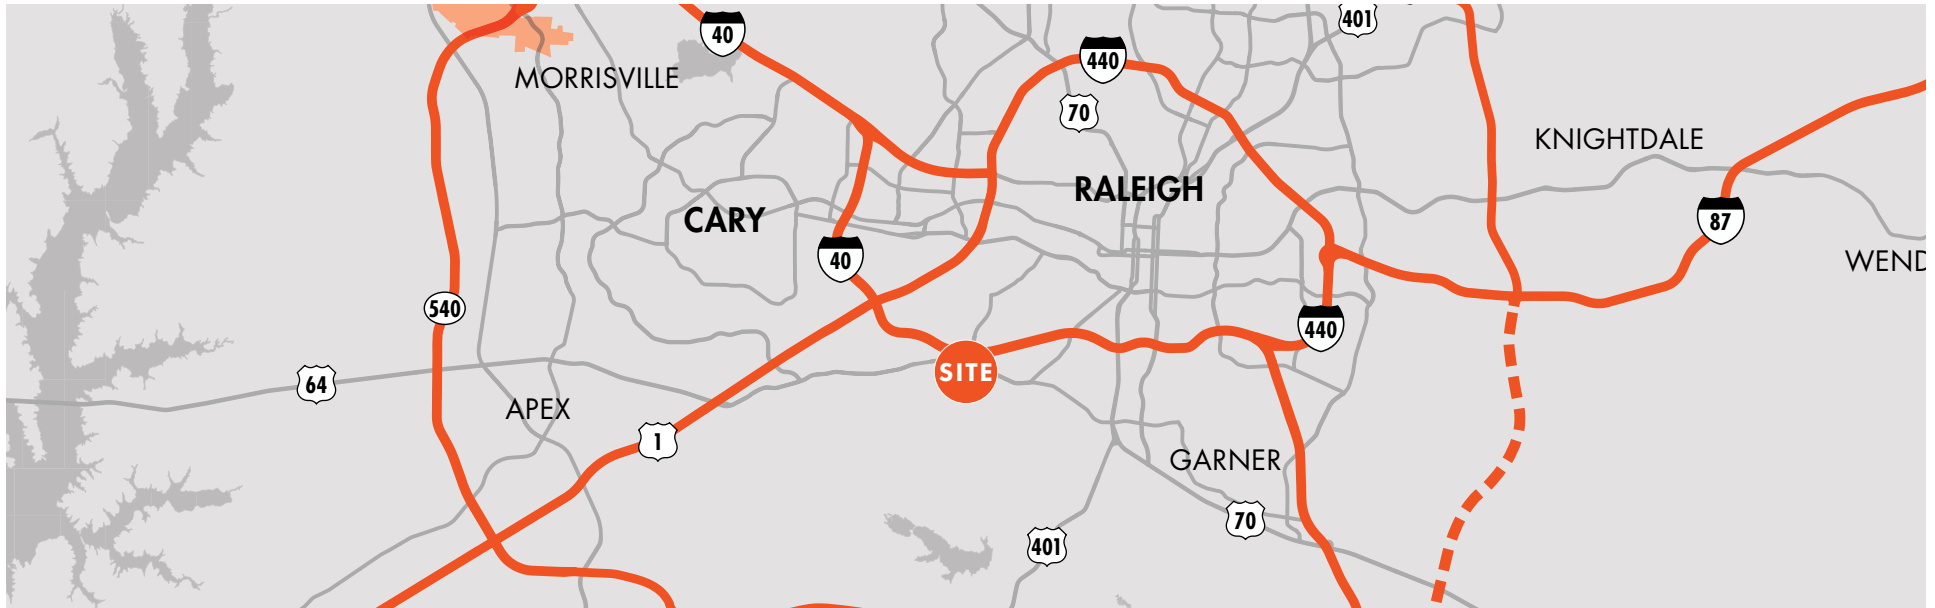 401
40
440
MORRISVILLE
70
KNIGHTDALE
RALEIGH
CARY
87
40
WEND
540
440
SITE
64
APEX
1
GARNER
70
401